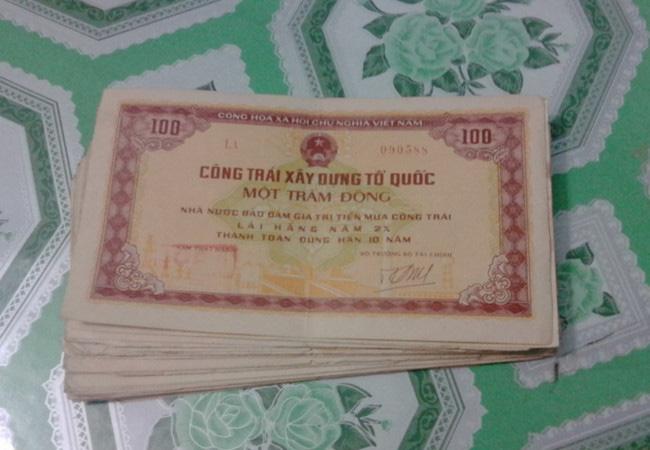 CỘNG HÒA XÃ HỘI CHỦ NGHĨA VIỆT NAM
100 100
LA 090588
CÔNG TRÁI XÂY DỰNG TỔ QUỐC
MỘT TRĂM ĐỒNG
NHÀ NƯỚC BẢO ĐẢM GIÁ TRỊ TIỀN MUA CÔNG TRÁI
LÃI HÀNG NĂM 2%
THANH TOÁN ĐÚNG HẠN 10 NĂM
BỘ TRƯỞNG BỘ TÀI CHÍNH